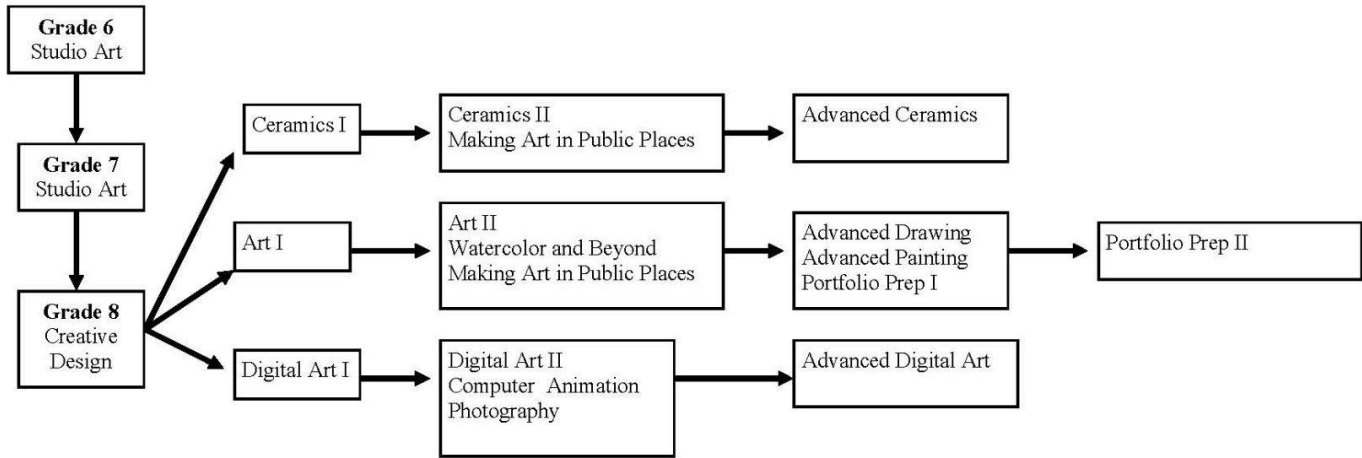 Grade 6
Studio Art
Grade 7
Studio Art
Grade 8
Creative
Design
Ceramics I
Ceramics II
Making Art in Public Places
Advanced Ceramics
Art I
Art II
Watercolor and Beyond
Making Art in Public Places
Advanced Drawing
Advanced Painting
Portfolio Prep I
Portfolio Prep II
Digital Art I
Digital Art II
Computer Animation
Photography
Advanced Digital Art